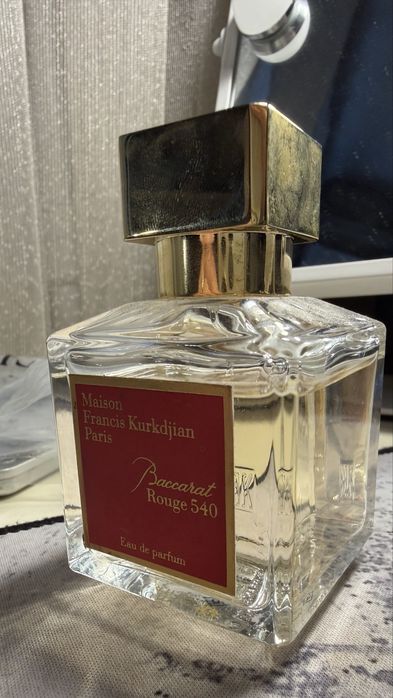 Maison
Francis Kurkdjian
Paris
Baccarat
Rouge 540
Eau de parfum